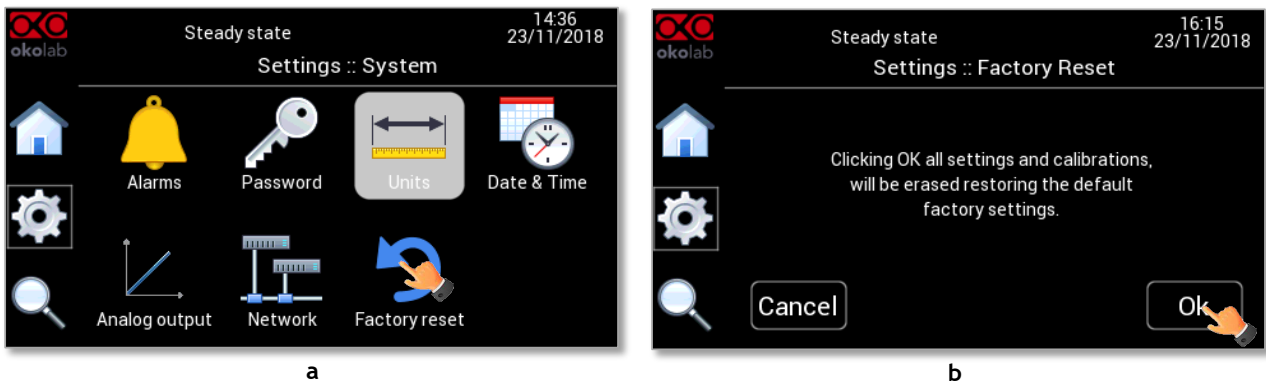 okolab
Steady state
14:36
23/11/2018
Settings :: System
Alarms
Password
Units
Date & Time
Analog output
Network
Factory reset
a
okolab
Steady state
16:15
23/11/2018
Settings :: Factory Reset
Clicking OK all settings and calibrations,
will be erased restoring the default
factory settings.
Cancel
Ok
b